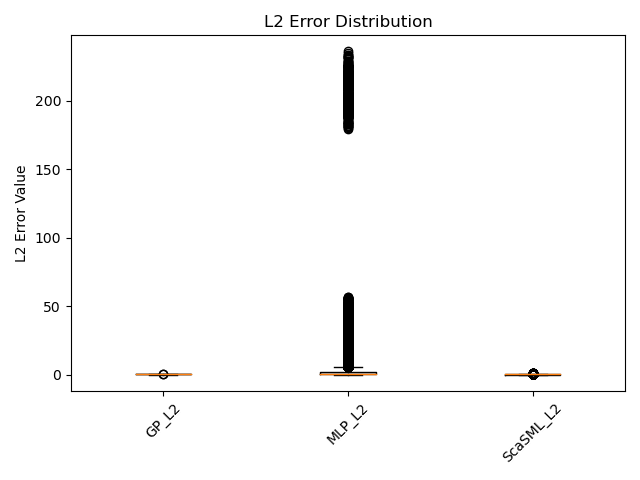 L2 Error Distribution
L2 Error Value
200
150
100
50
0
GP_L2
MLP_L2
ScaSML_L2